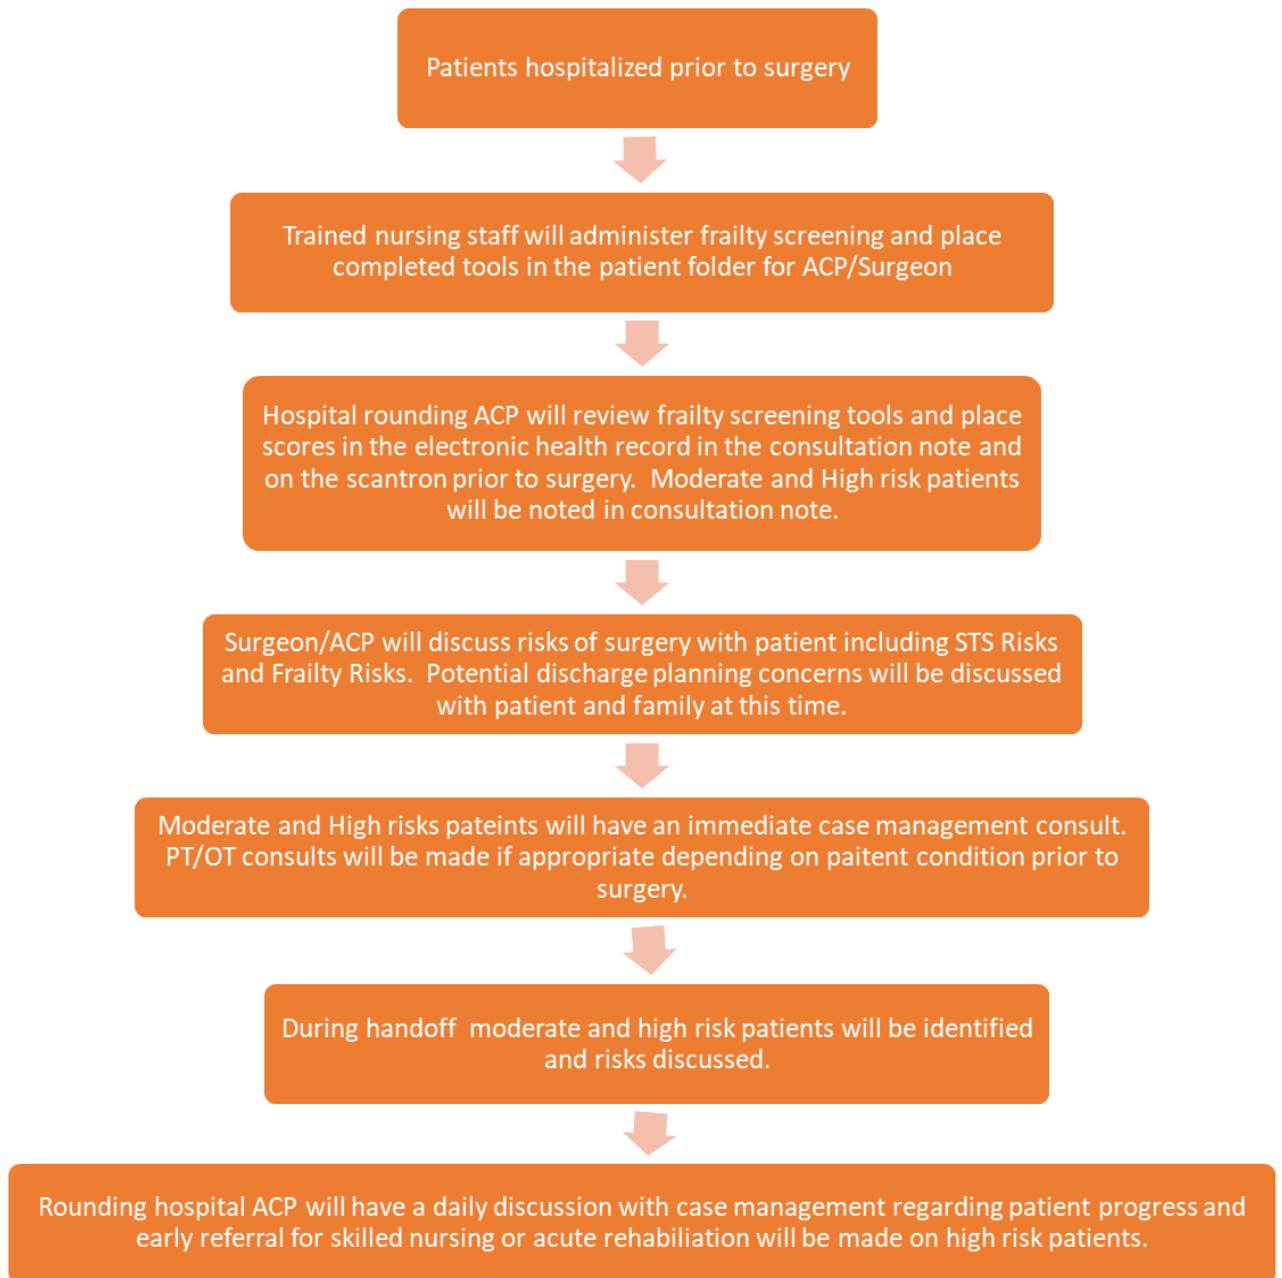 Patients hospitalized prior to surgery
Trained nursing staff will administer frailty screening and place
completed tools in the patient folder for ACP/Surgeon
Hospital rounding ACP will review frailty screening tools and place
scores in the electronic health record in the consultation note and
on the scantron prior to surgery.  Moderate and High risk patients
will be noted in consultation note.
Surgeon/ACP will discuss risks of surgery with patient including STS Risks
and Frailty Risks.  Potential discharge planning concerns will be discussed
with patient and family at this time.
Moderate and High risks pateints will have an immediate case management consult.
PT/OT consults will be made if appropriate depending on paitent condition prior to
surgery.
During handoff  moderate and high risk patients will be identified
and risks discussed.
Rounding hospital ACP will have a daily discussion with case management regarding patient progress and
early referral for skilled nursing or acute rehabiliation will be made on high risk patients.